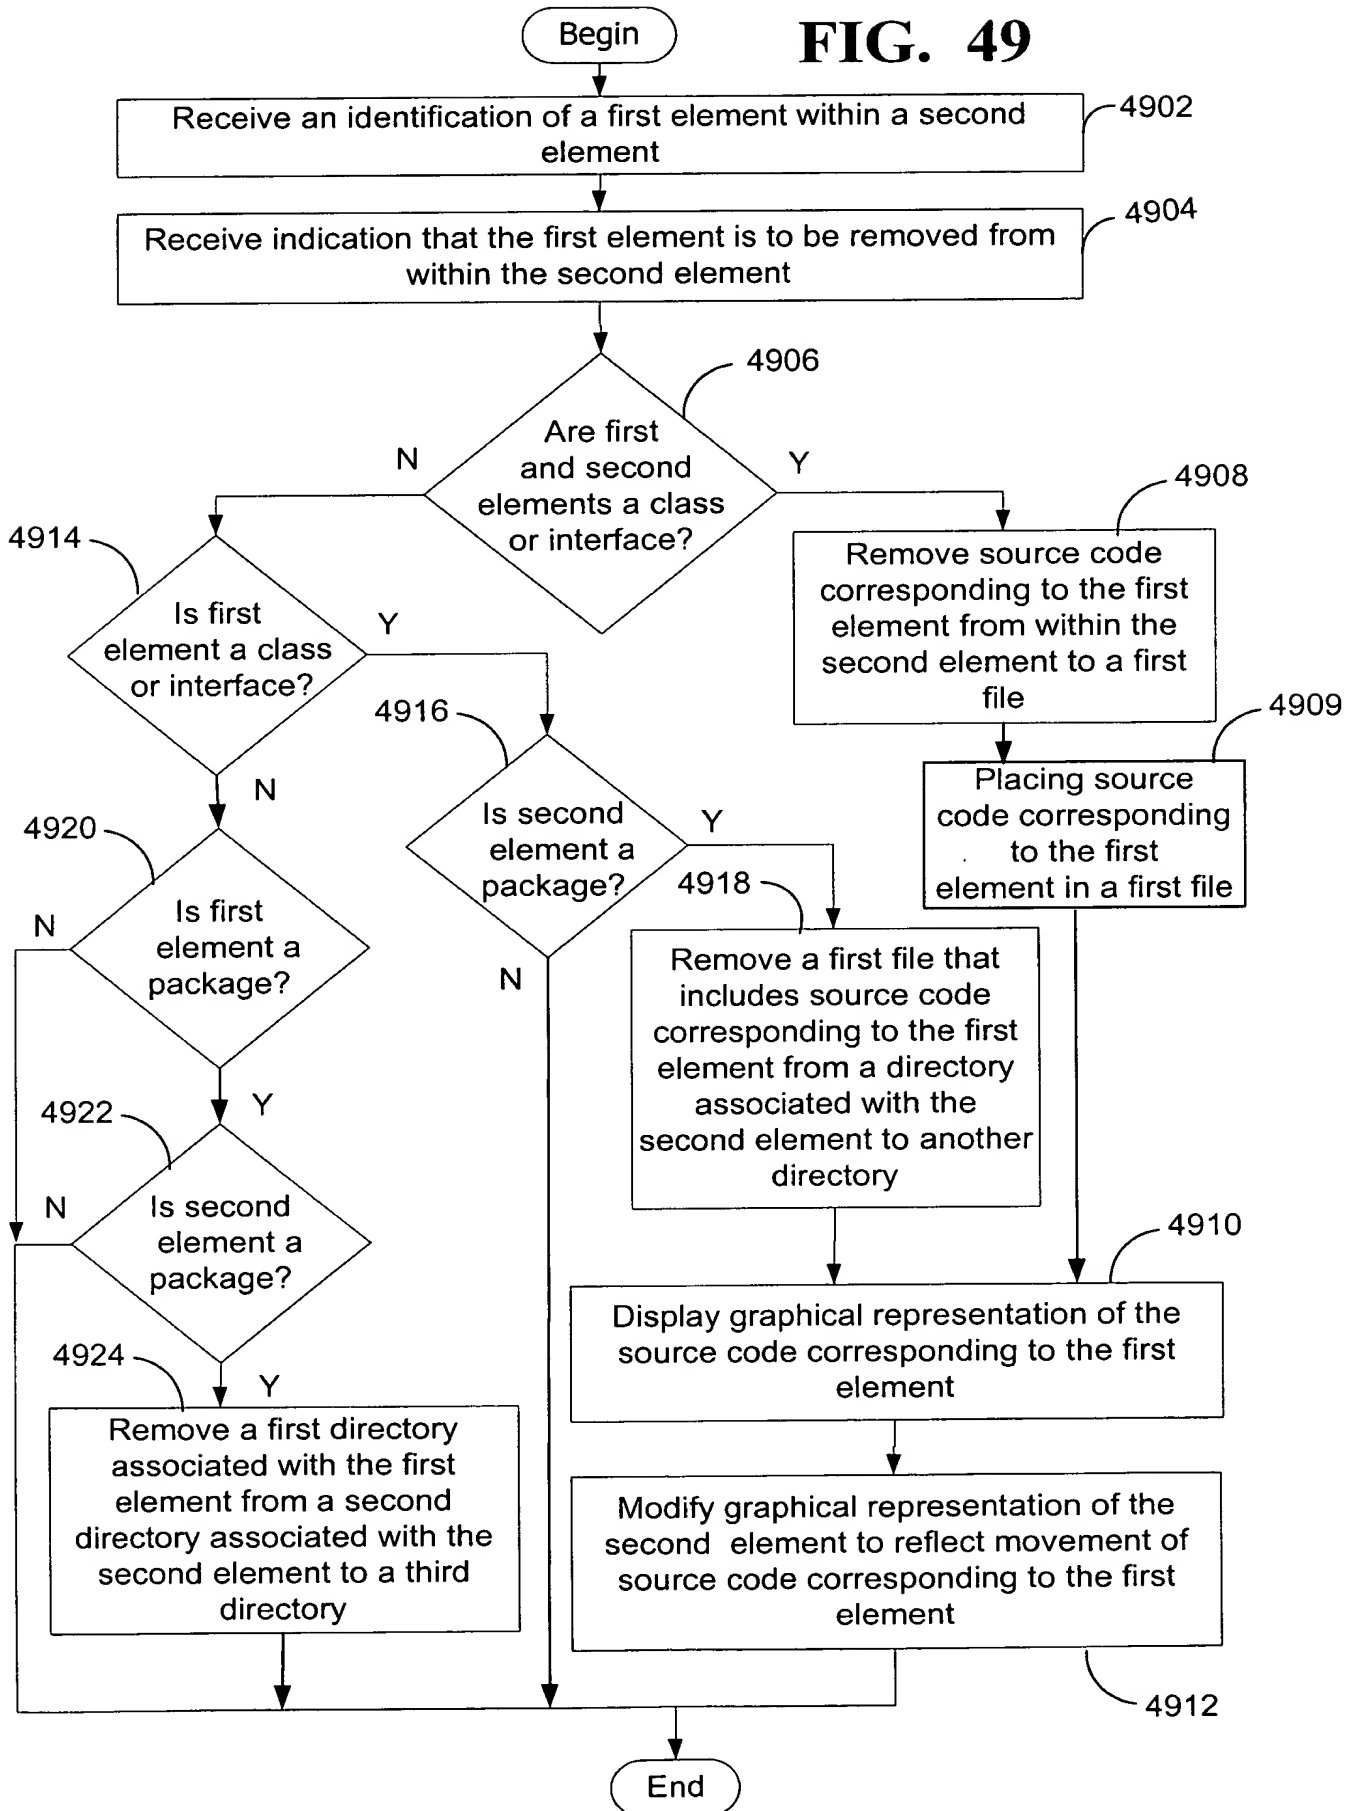 Begin
FIG. 49
Receive an identification of a first element within a second
element
4902
Receive indication that the first element is to be removed from
within the second element
4904
Are first
and second
elements a class
or interface?
4906
N
Y
4908
Remove source code
corresponding to the first
element from within the
second element to a first
file
4909
Placing source
code corresponding
to the first
element in a first file
4914
Is first
element a class
or interface?
Y
N
4916
Is second
element a
package?
Y
N
4918
Remove a first file that
includes source code
corresponding to the first
element from a directory
associated with the
second element to another
directory
4920
Is first
element a
package?
N
Y
4922
Is second
element a
package?
N
Y
4924
Remove a first directory
associated with the first
element from a second
directory associated with the
second element to a third
directory
4910
Display graphical representation of the
source code corresponding to the first
element
Modify graphical representation of the
second element to reflect movement of
source code corresponding to the first
element
4912
End